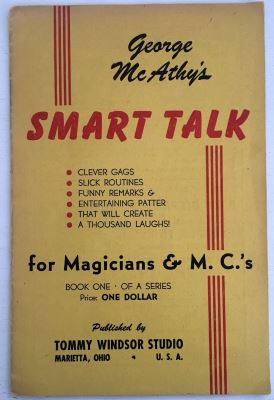 George
McAthy's
SMART TALK
• CLEVER GAGS
• SLICK ROUTINES
• FUNNY REMARKS &
• ENTERTAINING PATTER
• THAT WILL CREATE
• A THOUSAND LAUGHS!
for Magicians & M. C.'s
BOOK ONE · OF A SERIES
Price: ONE DOLLAR
Published by
TOMMY WINDSOR STUDIO
MARIETTA, OHIO • U. S. A.